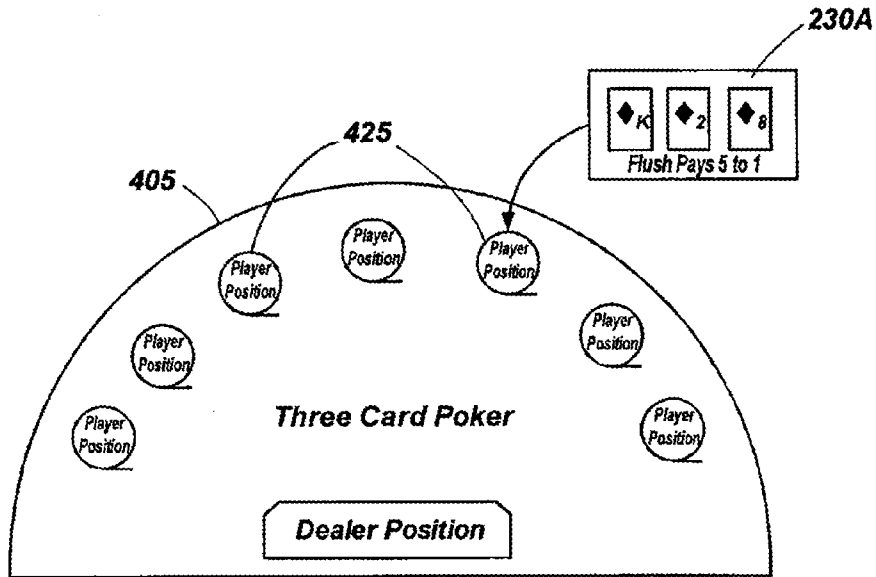 230A
K 2 8
Flush Pays 5 to 1
425
405
Player
Position
Player
Position
Player
Position
Player
Position
Player
Position
Player
Position
Player
Position
Three Card Poker
Dealer Position